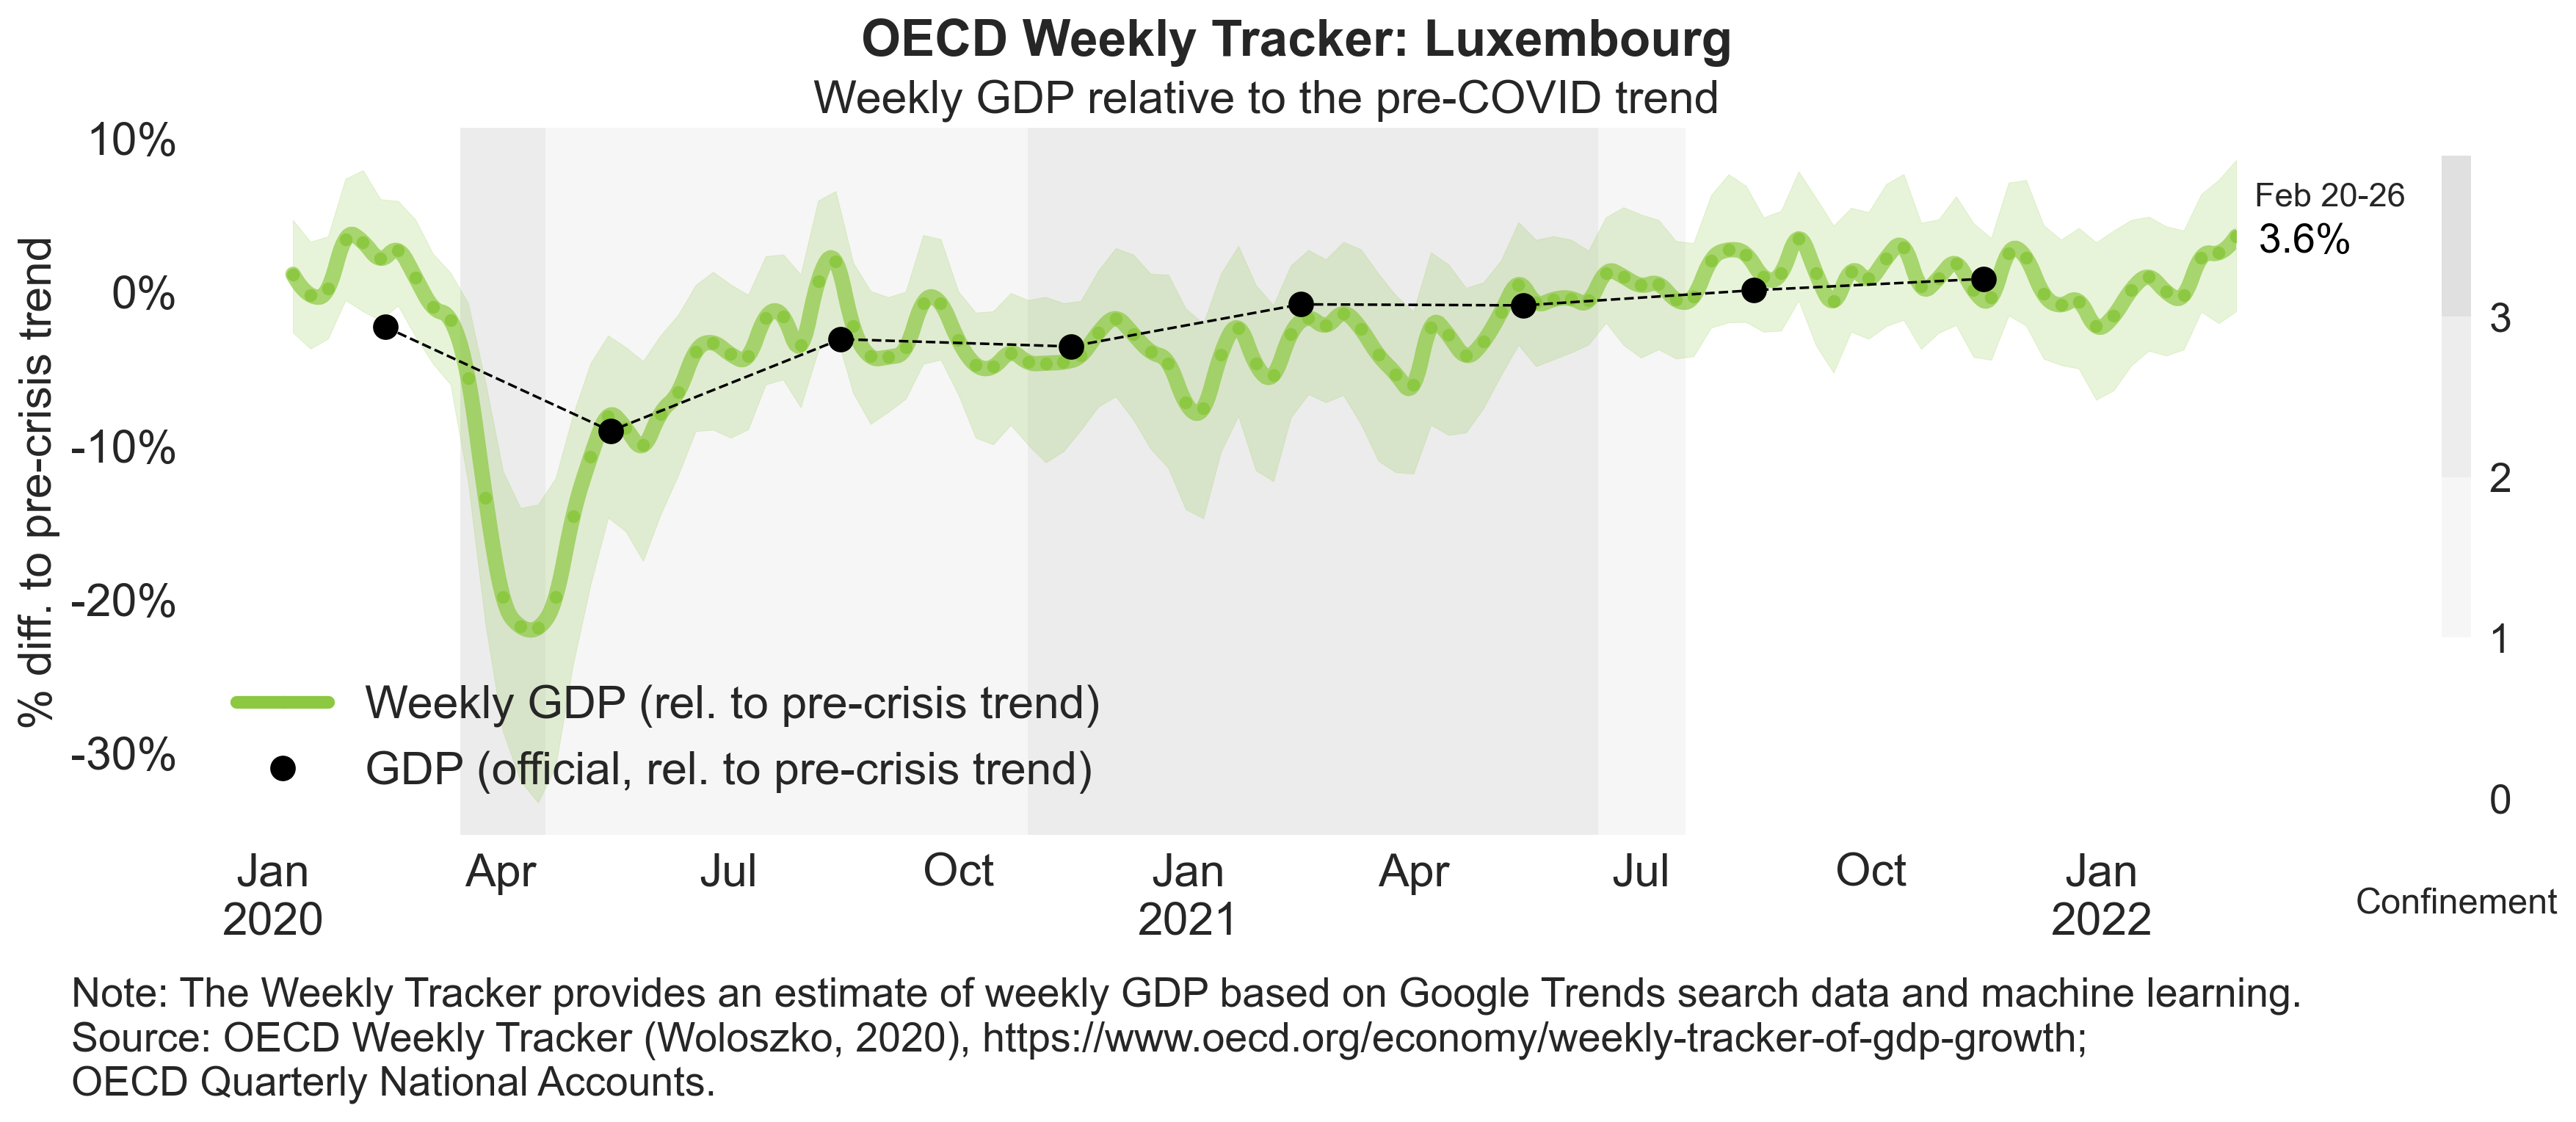 OECD Weekly Tracker: Luxembourg
Weekly GDP relative to the pre-COVID trend
% diff. to pre-crisis trend
10%
0%
-10%
-20%
-30%
Feb 20-26
3.6%
3
2
1
0
Confinement
Weekly GDP (rel. to pre-crisis trend)
GDP (official, rel. to pre-crisis trend)
Jan Apr Jul Oct Jan Apr Jul Oct Jan
2020 2021 2022
Note: The Weekly Tracker provides an estimate of weekly GDP based on Google Trends search data and machine learning.
Source: OECD Weekly Tracker (Woloszko, 2020), https://www.oecd.org/economy/weekly-tracker-of-gdp-growth;
OECD Quarterly National Accounts.